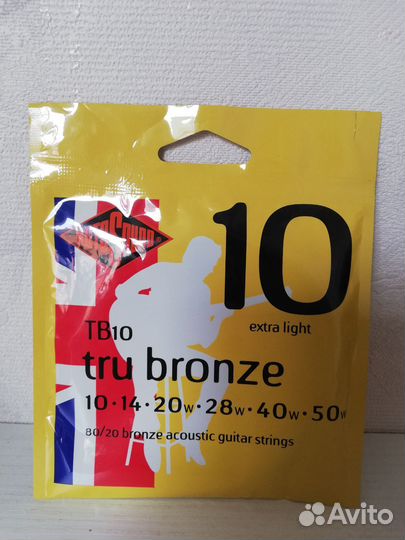 10
ROTOSOUND
extra light
TB10
tru bronze
10 · 14 · 20w · 28w · 40w · 50w
80/20 bronze acoustic guitar strings
Avito